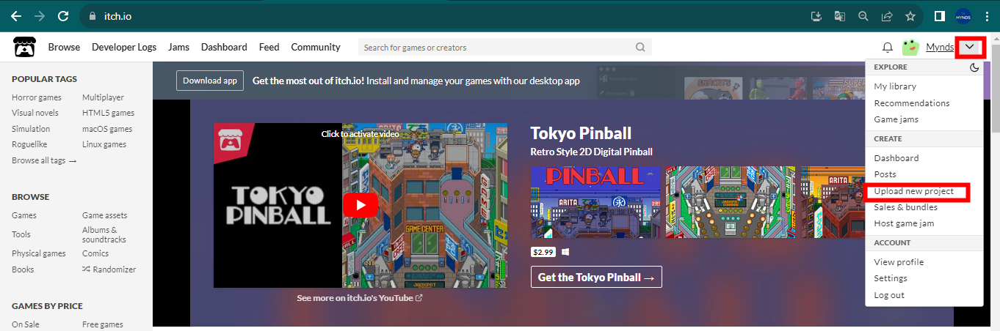 itch.io
MYNDS
Browse Developer Logs Jams Dashboard Feed Community
Search for games or creators
Mynds
POPULAR TAGS
Horror games Multiplayer
Visual novels HTML5 games
Simulation macOS games
Roguelike Linux games
Browse all tags →
BROWSE
Games Game assets
Tools Albums & soundtracks
Physical games Comics
Books Randomizer
GAMES BY PRICE
On Sale Free games
Download app Get the most out of itch.io! Install and manage your games with our desktop app
Click to activate video
TOKYO
PINBALL
GAME CENTER
JACKPOT
See more on itch.io's YouTube
Tokyo Pinball
Retro Style 2D Digital Pinball
PINBALL
ARITA
ARITA
$2.99
Get the Tokyo Pinball →
EXPLORE
My library
Recommendations
Game jams
CREATE
Dashboard
Posts
Upload new project
Sales & bundles
Host game jam
ACCOUNT
View profile
Settings
Log out